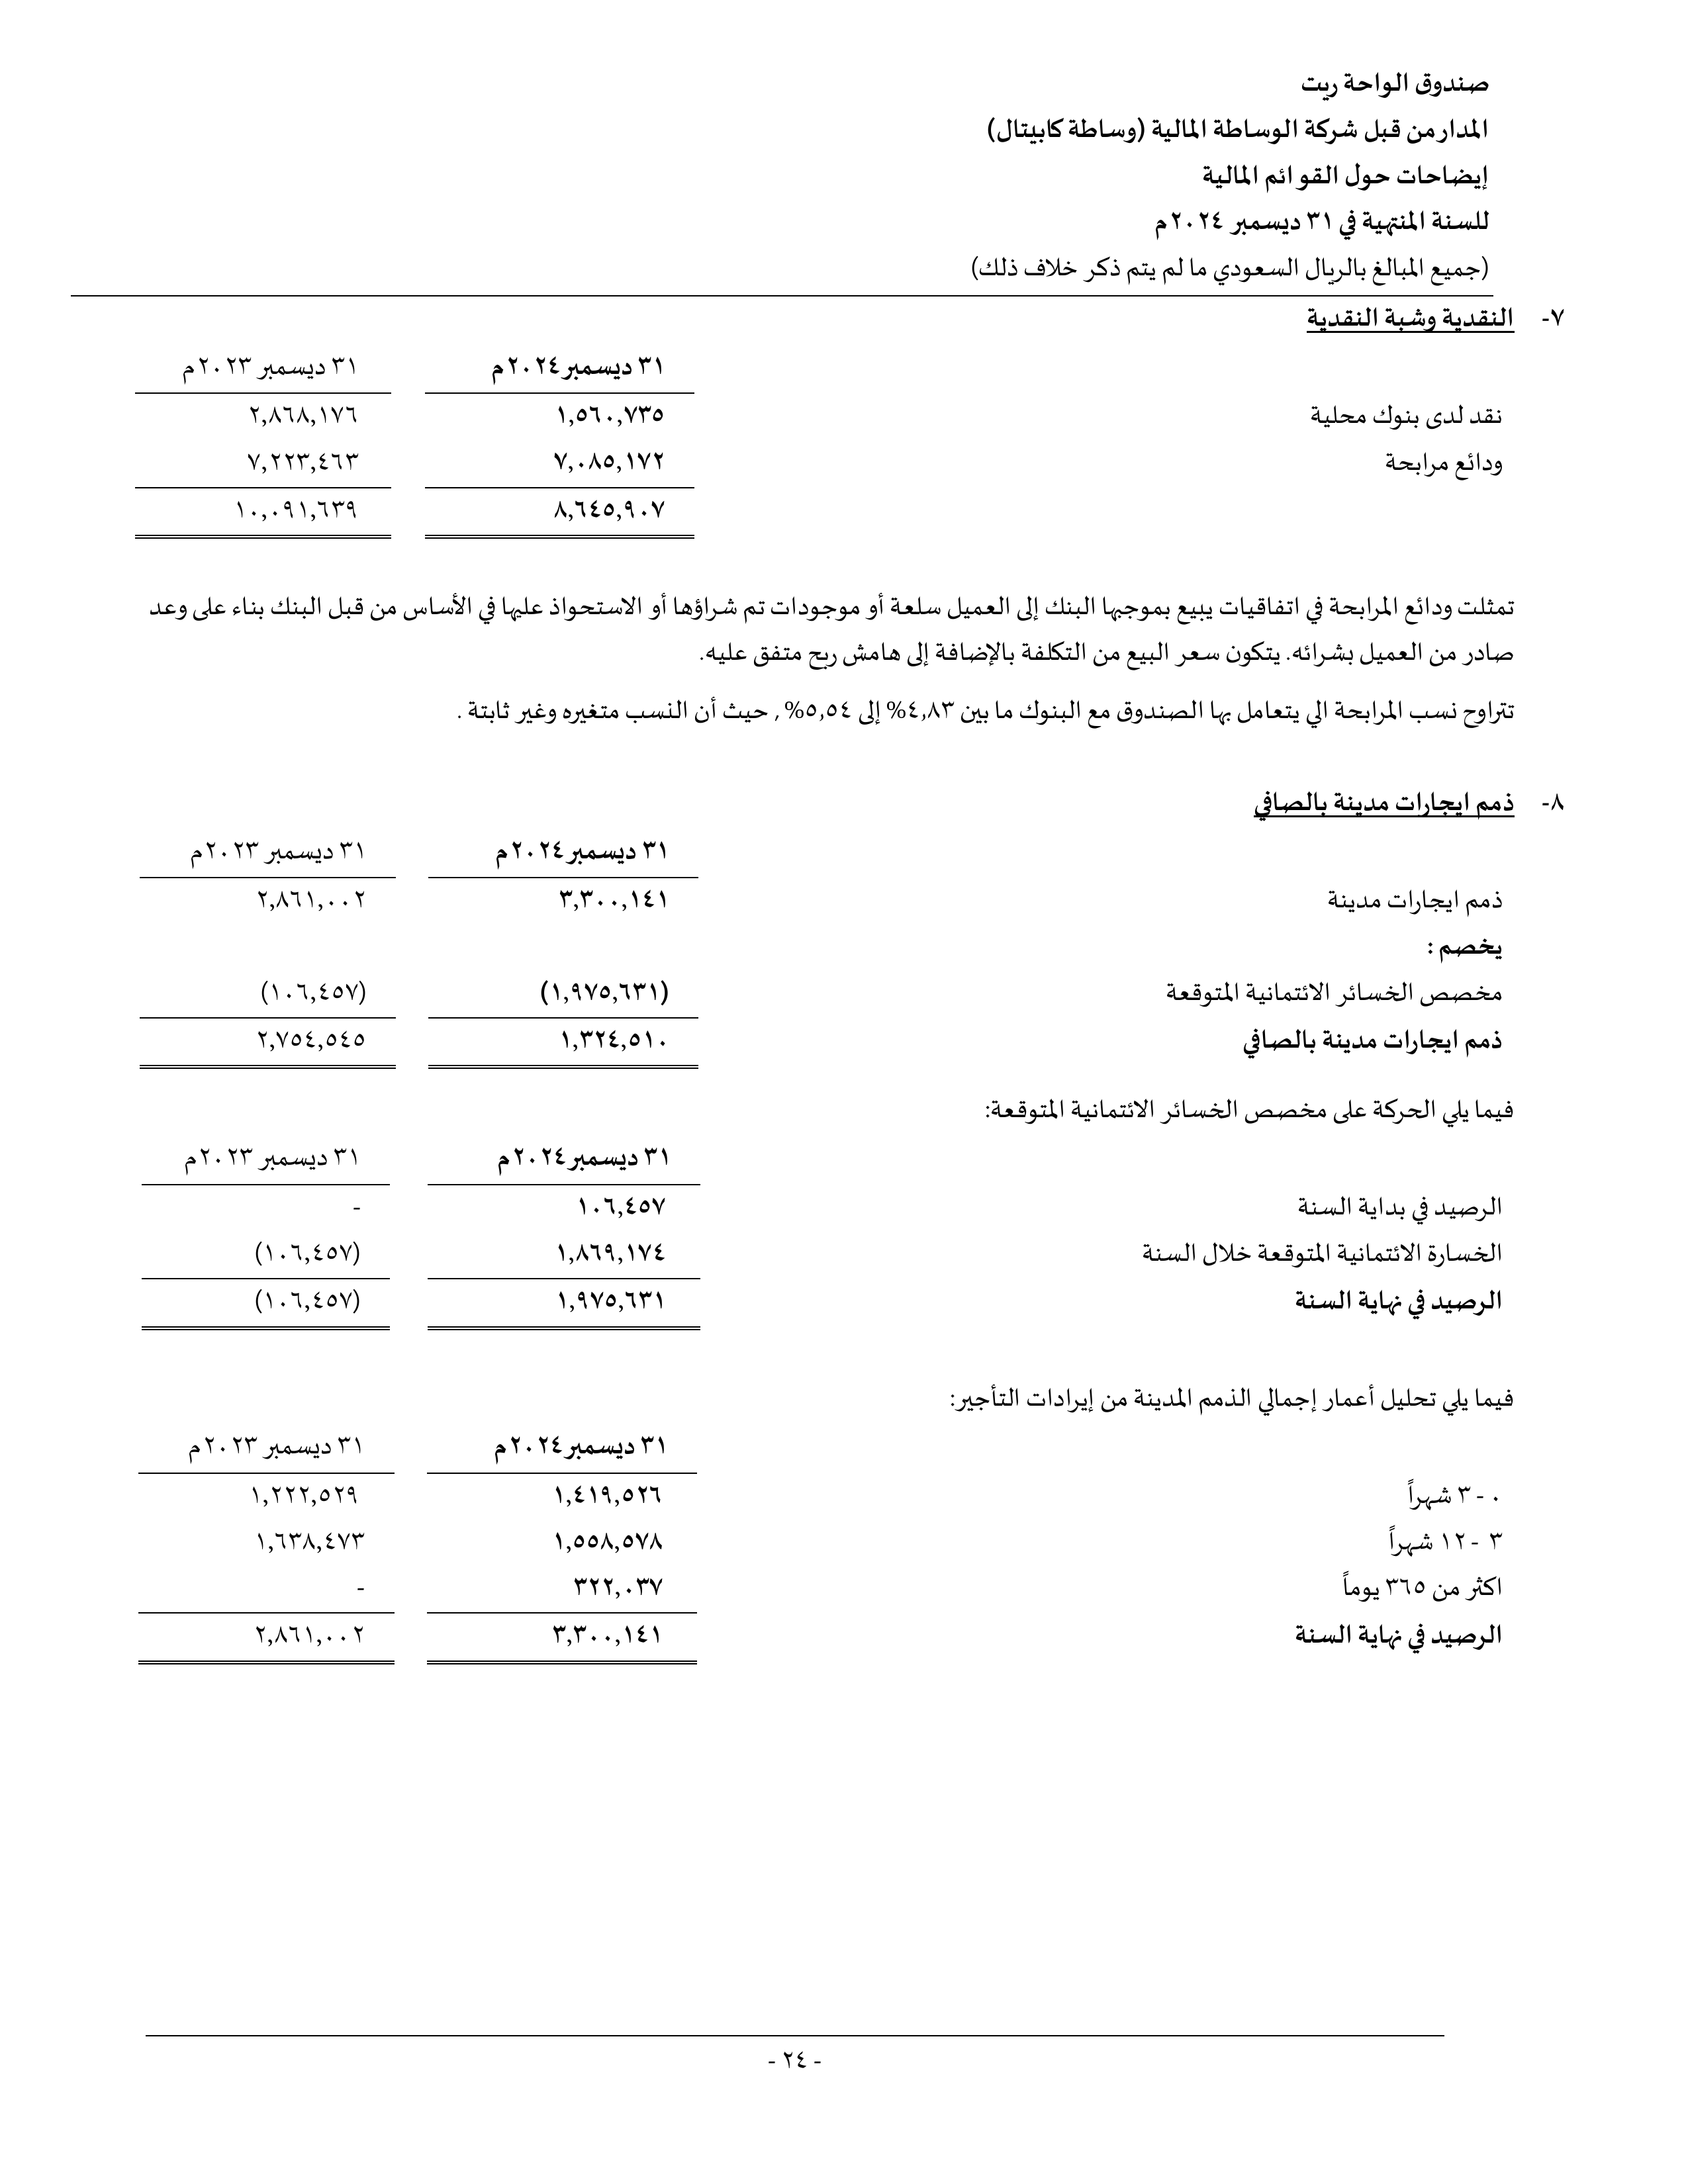 صندوق الواحة ريت
المدار من قبل شركة الوساطة المالية (وساطة كابيتال)
إيضاحات حول القوائم المالية
للسنة المنتهية في ٣١ ديسمبر ٢٠٢٤م
(جميع المبالغ بالريال السعودي ما لم يتم ذكر خلاف ذلك)
٧- النقدية وشبة النقدية
٣١ ديسمبر ٢٠٢٤م ٣١ ديسمبر ٢٠٢٣م
نقد لدى بنوك محلية ١,٥٦٠,٧٣٥ ٢,٨٦٨,١٧٦
ودائع مرابحة ٧,٠٨٥,١٧٢ ٧,٢٢٣,٤٦٣
٨,٦٤٥,٩٠٧ ١٠,٠٩١,٦٣٩
تمثلت ودائع المرابحة في اتفاقيات يبيع بموجبها البنك إلى العميل سلعة أو موجودات تم شراؤها أو الاستحواذ عليها في الأساس من قبل البنك بناء على وعد
صادر من العميل بشرائه. يتكون سعر البيع من التكلفة بالإضافة إلى هامش ربح متفق عليه.
تتراوح نسب المرابحة الي يتعامل بها الصندوق مع البنوك ما بين ٤,٨٣% إلى ٥,٥٤% , حيث أن النسب متغيره وغير ثابتة .
٨- ذمم ايجارات مدينة بالصافي
٣١ ديسمبر ٢٠٢٤م ٣١ ديسمبر ٢٠٢٣م
ذمم ايجارات مدينة ٣,٣٠٠,١٤١ ٢,٨٦١,٠٠٢
يخصم :
مخصص الخسائر الائتمانية المتوقعة (١,٩٧٥,٦٣١) (١٠٦,٤٥٧)
ذمم ايجارات مدينة بالصافي ١,٣٢٤,٥١٠ ٢,٧٥٤,٥٤٥
فيما يلي الحركة على مخصص الخسائر الائتمانية المتوقعة:
٣١ ديسمبر ٢٠٢٤م ٣١ ديسمبر ٢٠٢٣م
الرصيد في بداية السنة ١٠٦,٤٥٧ -
الخسارة الائتمانية المتوقعة خلال السنة ١,٨٦٩,١٧٤ (١٠٦,٤٥٧)
الرصيد في نهاية السنة ١,٩٧٥,٦٣١ (١٠٦,٤٥٧)
فيما يلي تحليل أعمار إجمالي الذمم المدينة من إيرادات التأجير:
٣١ ديسمبر ٢٠٢٤م ٣١ ديسمبر ٢٠٢٣م
٠ - ٣ شهراً ١,٤١٩,٥٢٦ ١,٢٢٢,٥٢٩
٣ - ١٢ شهراً ١,٥٥٨,٥٧٨ ١,٦٣٨,٤٧٣
اكثر من ٣٦٥ يوماً ٣٢٢,٠٣٧ -
الرصيد في نهاية السنة ٣,٣٠٠,١٤١ ٢,٨٦١,٠٠٢
- ٢٤ -